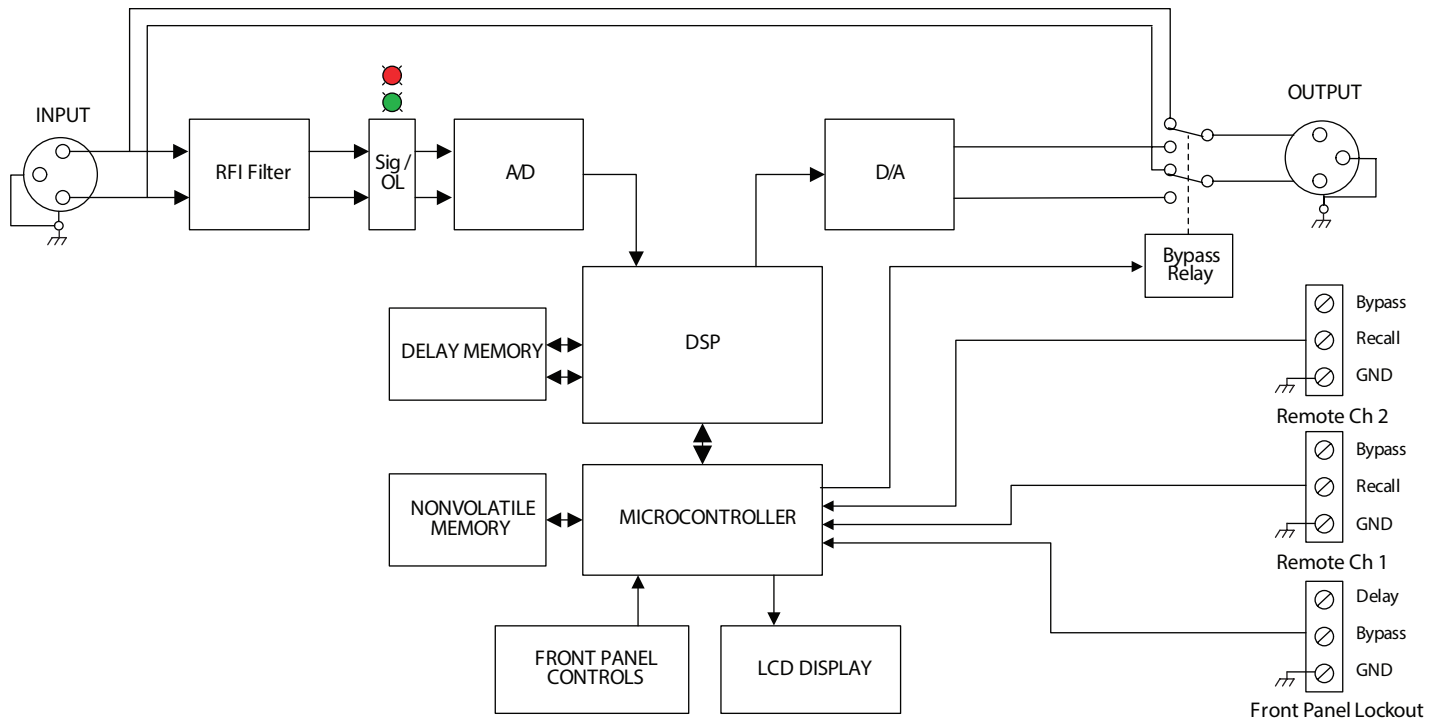 INPUT
OUTPUT
RFI Filter
Sig /
OL
A/D
D/A
Bypass
Relay
DELAY MEMORY
DSP
Bypass
Recall
GND
Remote Ch 2
NONVOLATILE
MEMORY
MICROCONTROLLER
Bypass
Recall
GND
Remote Ch 1
FRONT PANEL
CONTROLS
LCD DISPLAY
Delay
Bypass
GND
Front Panel Lockout